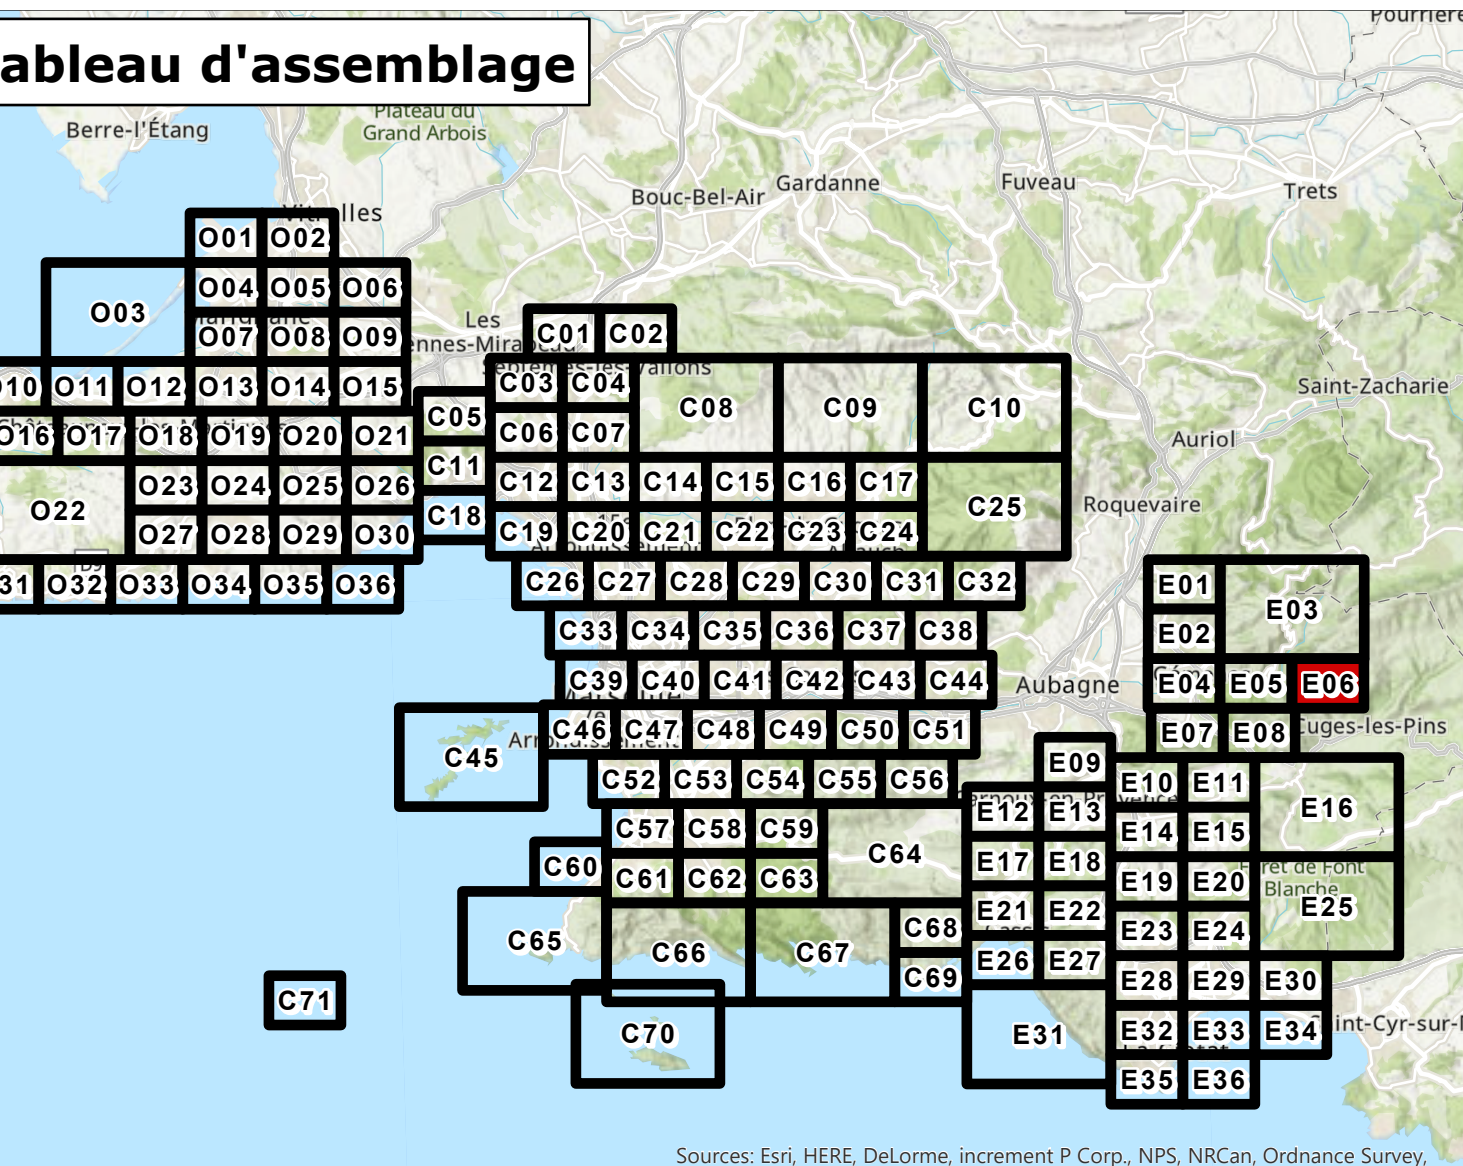 Pourrière
ableau d'assemblage
Plateau du
Grand Arbois
Berre-l'Étang
Bouc-Bel-Air
Gardanne
Fuveau
Trets
O01 O02
O03
O04 O05 O06
O07 O08 O09
Les
C01 C02
Saint-Zacharie
O10 O11 O12 O13 O14 O15
C03 C04
C08 C09 C10
C05
C06 C07
O16 O17 O18 O19 O20 O21
Auriol
C11
C12 C13 C14 C15 C16 C17
O22
O23 O24 O25 O26
C25
Roquevaire
C18
C19 C20 C21 C22 C23 C24
O27 O28 O29 O30
31 O32 O33 O34 O35 O36
C26 C27 C28 C29 C30 C31 C32
E01
E03
E02
C33 C34 C35 C36 C37 C38
C39 C40 C41 C42 C43 C44
Aubagne
E04 E05 E06
C46 C47 C48 C49 C50 C51
E07 E08
Cuges-les-Pins
C45
C52 C53 C54 C55 C56
E09
E10 E11
E16
E12 E13
C57 C58 C59
E14 E15
C64
C60
C61 C62 C63
E17 E18
E19 E20
Forêt de Font
Blanche
E25
E21 E22
C65
C66 C67
C68
E23 E24
C69
E26 E27
E28 E29 E30
C71
C70
E31
E32 E33 E34
E35 E36
Sources: Esri, HERE, DeLorme, increment P Corp., NPS, NRCan, Ordnance Survey,